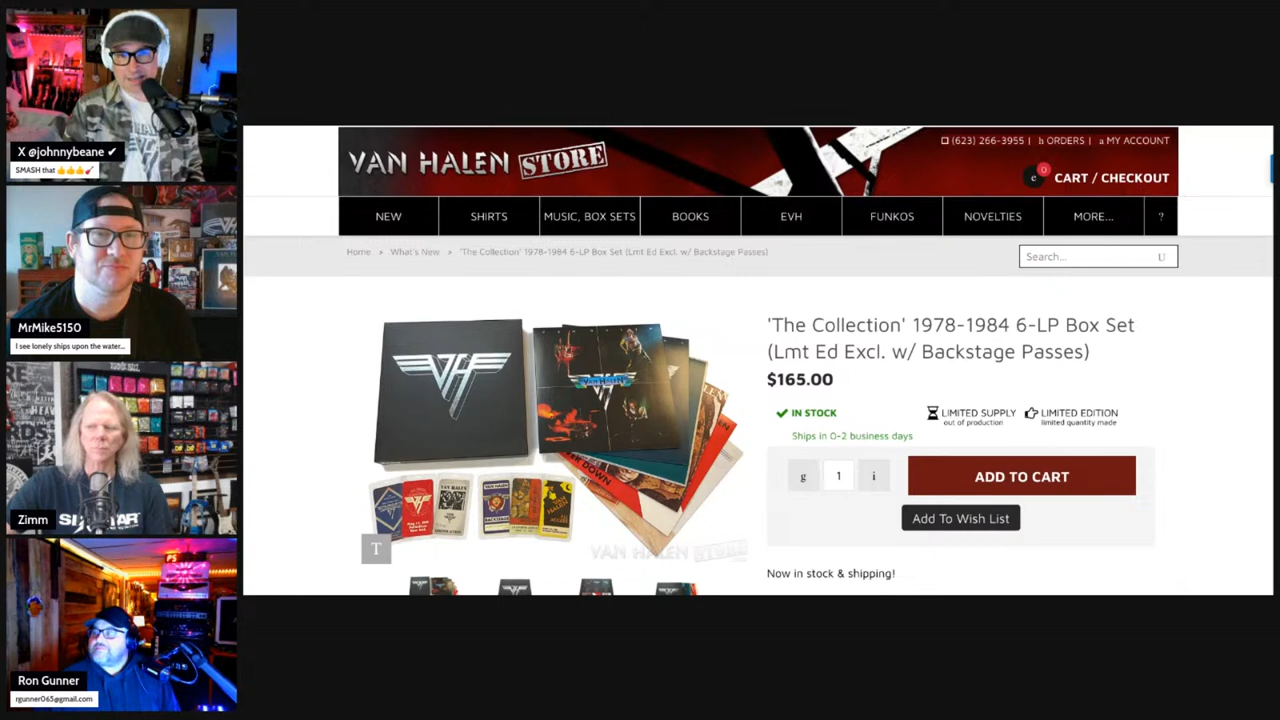 X @johnnybeane ✔
SMASH that 👍👍👍🎸
MrMike5150
I see lonely ships upon the water...
Zimm
Ron Gunner
rgunner065@gmail.com
VAN HALEN STORE
(623) 266-3955 | h ORDERS | a MY ACCOUNT
e 0 CART / CHECKOUT
NEW
SHIRTS
MUSIC, BOX SETS
BOOKS
EVH
FUNKOS
NOVELTIES
MORE...
?
Home » What's New » 'The Collection' 1978-1984 6-LP Box Set (Lmt Ed Excl. w/ Backstage Passes)
Search... U
'The Collection' 1978-1984 6-LP Box Set
(Lmt Ed Excl. w/ Backstage Passes)
$165.00
IN STOCK
Ships in 0-2 business days
LIMITED SUPPLY
out of production
LIMITED EDITION
limited quantity made
g 1 i
ADD TO CART
Add To Wish List
Now in stock & shipping!
VH
VAN HALEN
T
VAN HALEN STORE
PS